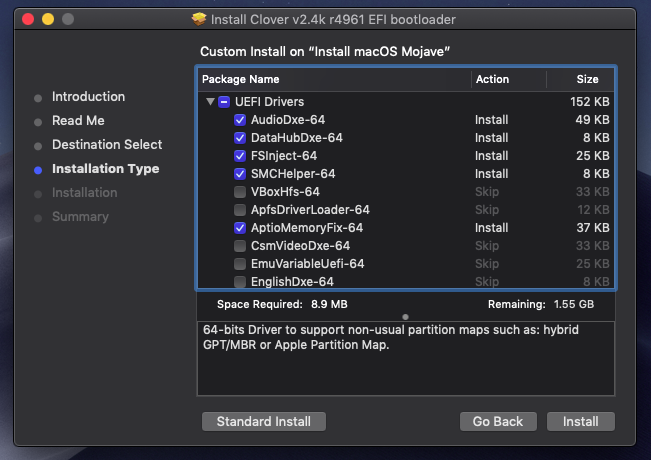 Install Clover v2.4k r4961 EFI bootloader
Custom Install on “Install macOS Mojave”
Introduction
Read Me
Destination Select
Installation Type
Installation
Summary
Package Name Action Size
UEFI Drivers 152 KB
AudioDxe-64 Install 49 KB
DataHubDxe-64 Install 8 KB
FSInject-64 Install 25 KB
SMCHelper-64 Install 8 KB
VBoxHfs-64 Skip 33 KB
ApfsDriverLoader-64 Skip 12 KB
AptioMemoryFix-64 Install 37 KB
CsmVideoDxe-64 Skip 33 KB
EmuVariableUefi-64 Skip 25 KB
EnglishDxe-64 Skip 8 KB
Space Required: 8.9 MB Remaining: 1.55 GB
64-bits Driver to support non-usual partition maps such as: hybrid
GPT/MBR or Apple Partition Map.
Standard Install Go Back Install